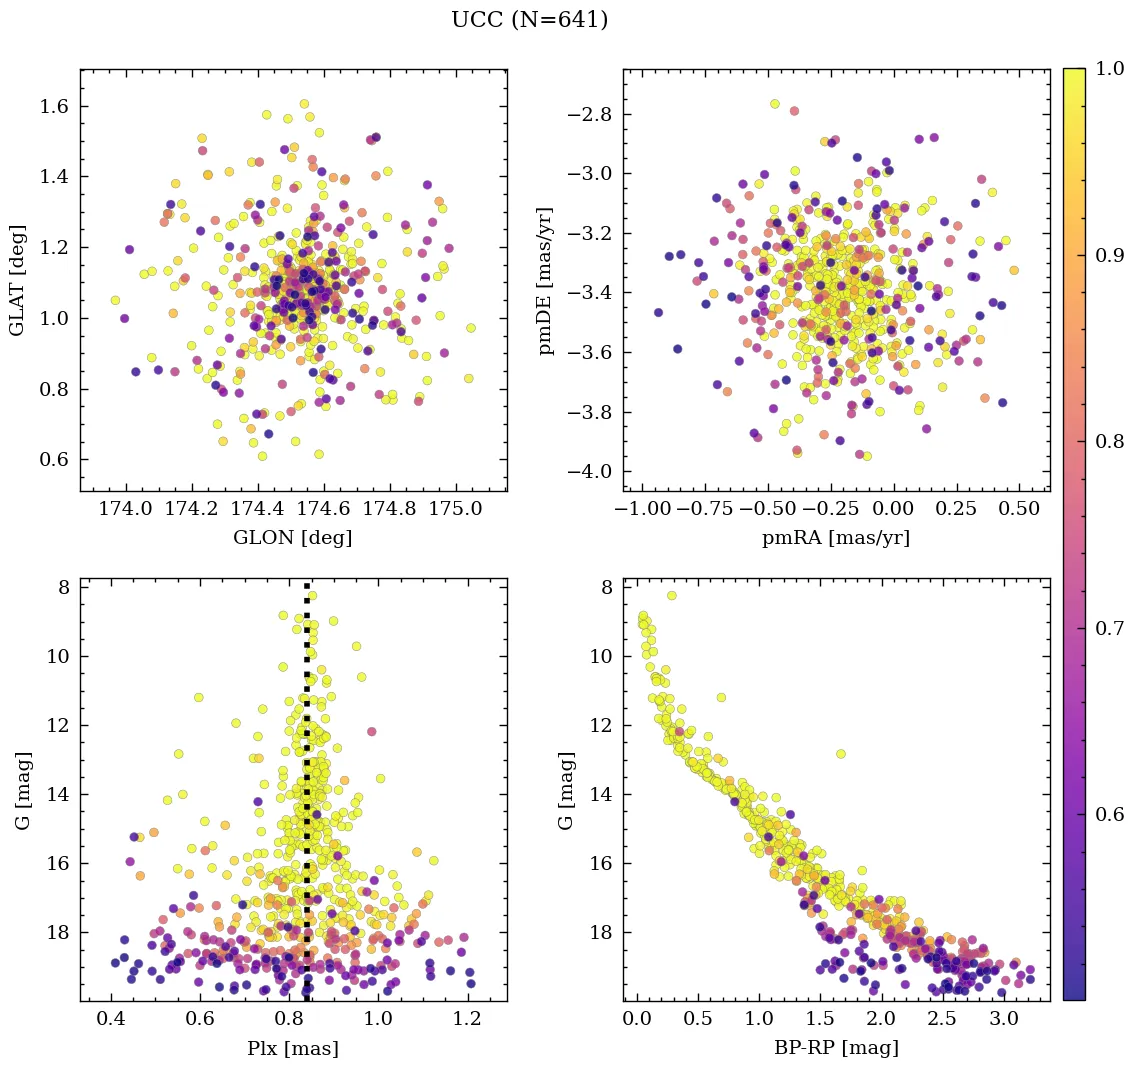 UCC (N=641)
1.6
1.4
1.2
1.0
0.8
0.6
GLAT [deg]
174.0 174.2 174.4 174.6 174.8 175.0
GLON [deg]
−2.8
−3.0
−3.2
−3.4
−3.6
−3.8
−4.0
pmDE [mas/yr]
−1.00 −0.75 −0.50 −0.25 0.00 0.25 0.50
pmRA [mas/yr]
1.0
0.9
0.8
0.7
0.6
8
10
12
14
16
18
G [mag]
0.4 0.6 0.8 1.0 1.2
Plx [mas]
8
10
12
14
16
18
G [mag]
0.0 0.5 1.0 1.5 2.0 2.5 3.0
BP-RP [mag]